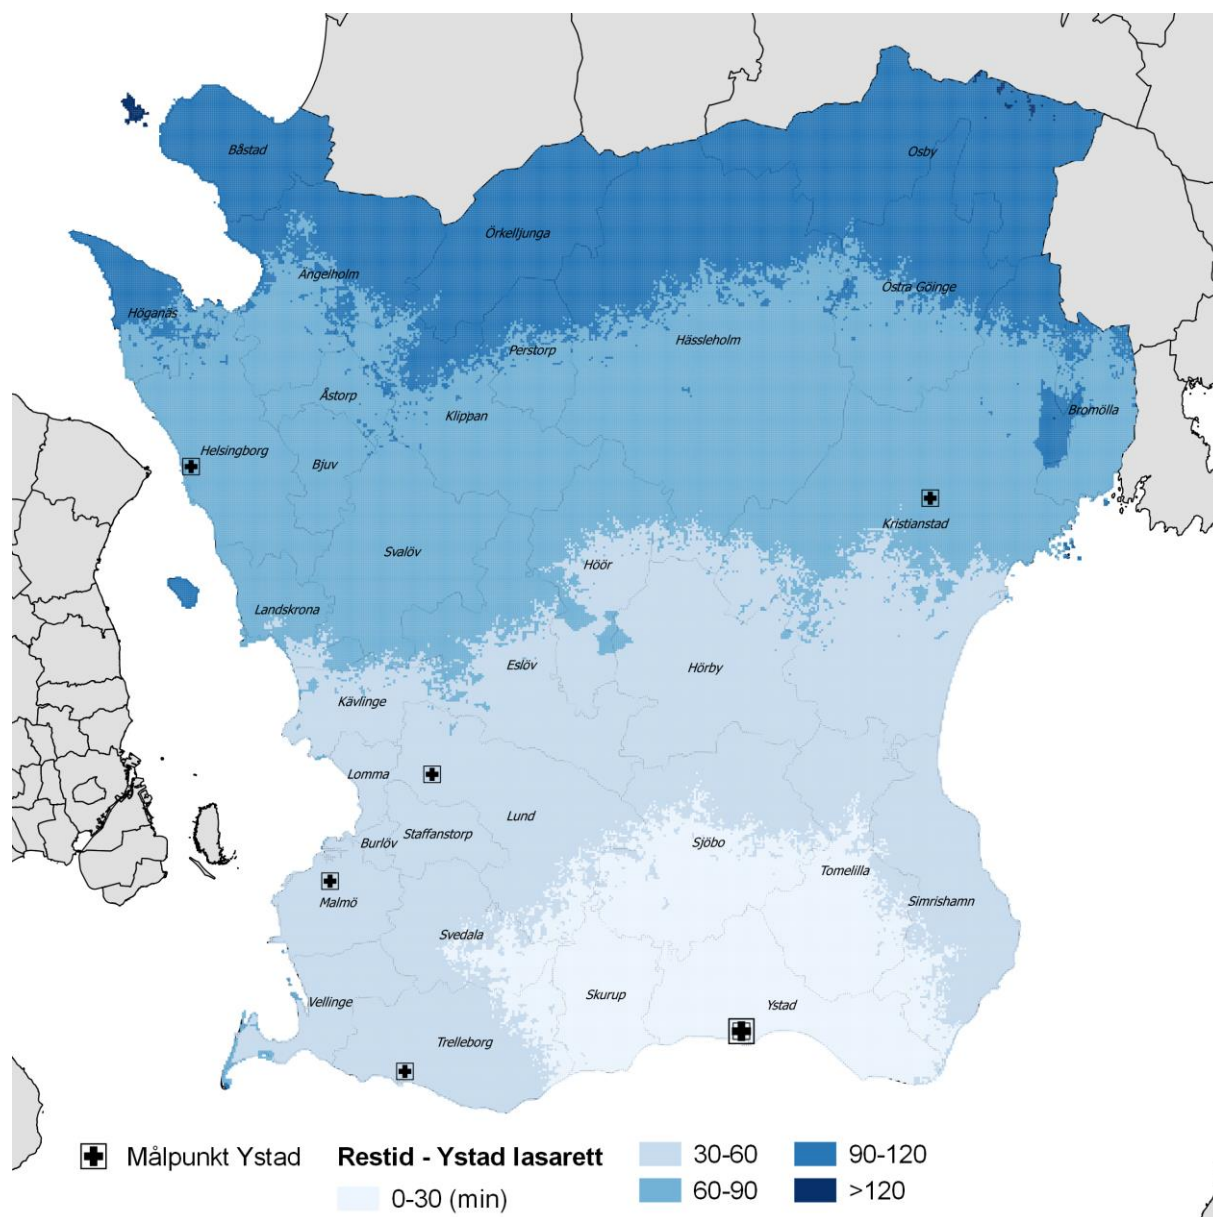 Båstad
Osby
Örkelljunga
Ängelholm
Östra Göinge
Höganäs
Hässleholm
Perstorp
Åstorp
Klippan
Bromölla
Helsingborg
Bjuv
Kristianstad
Svalöv
Höör
Landskrona
Eslöv
Hörby
Kävlinge
Lomma
Lund
Staffanstorp
Burlöv
Sjöbo
Tomelilla
Malmö
Simrishamn
Svedala
Skurup
Vellinge
Ystad
Trelleborg
Målpunkt Ystad
Restid - Ystad lasarett
0-30 (min)
30-60
60-90
90-120
>120